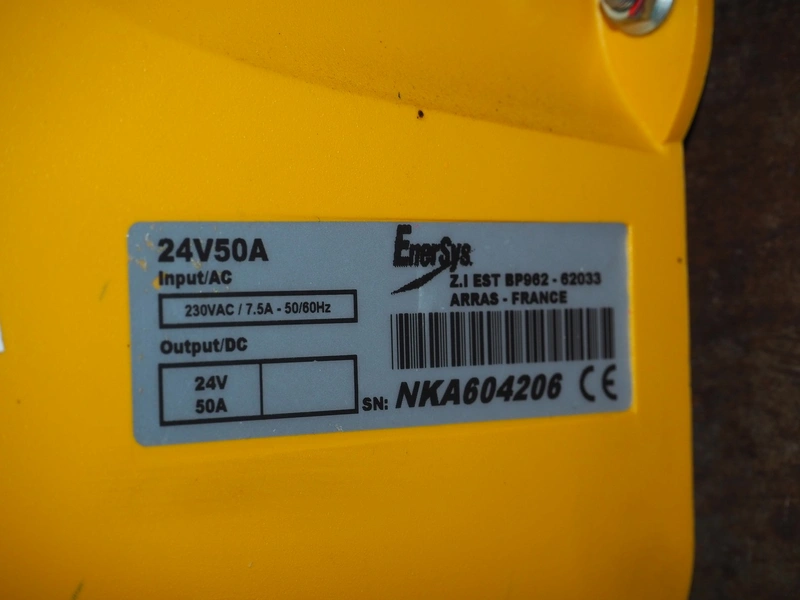 24V50A
Input/AC
230VAC / 7.5A - 50/60Hz
Output/DC
24V
50A
EnerSys
Z.I EST BP962 - 62033
ARRAS - FRANCE
SN: NKA604206 CE